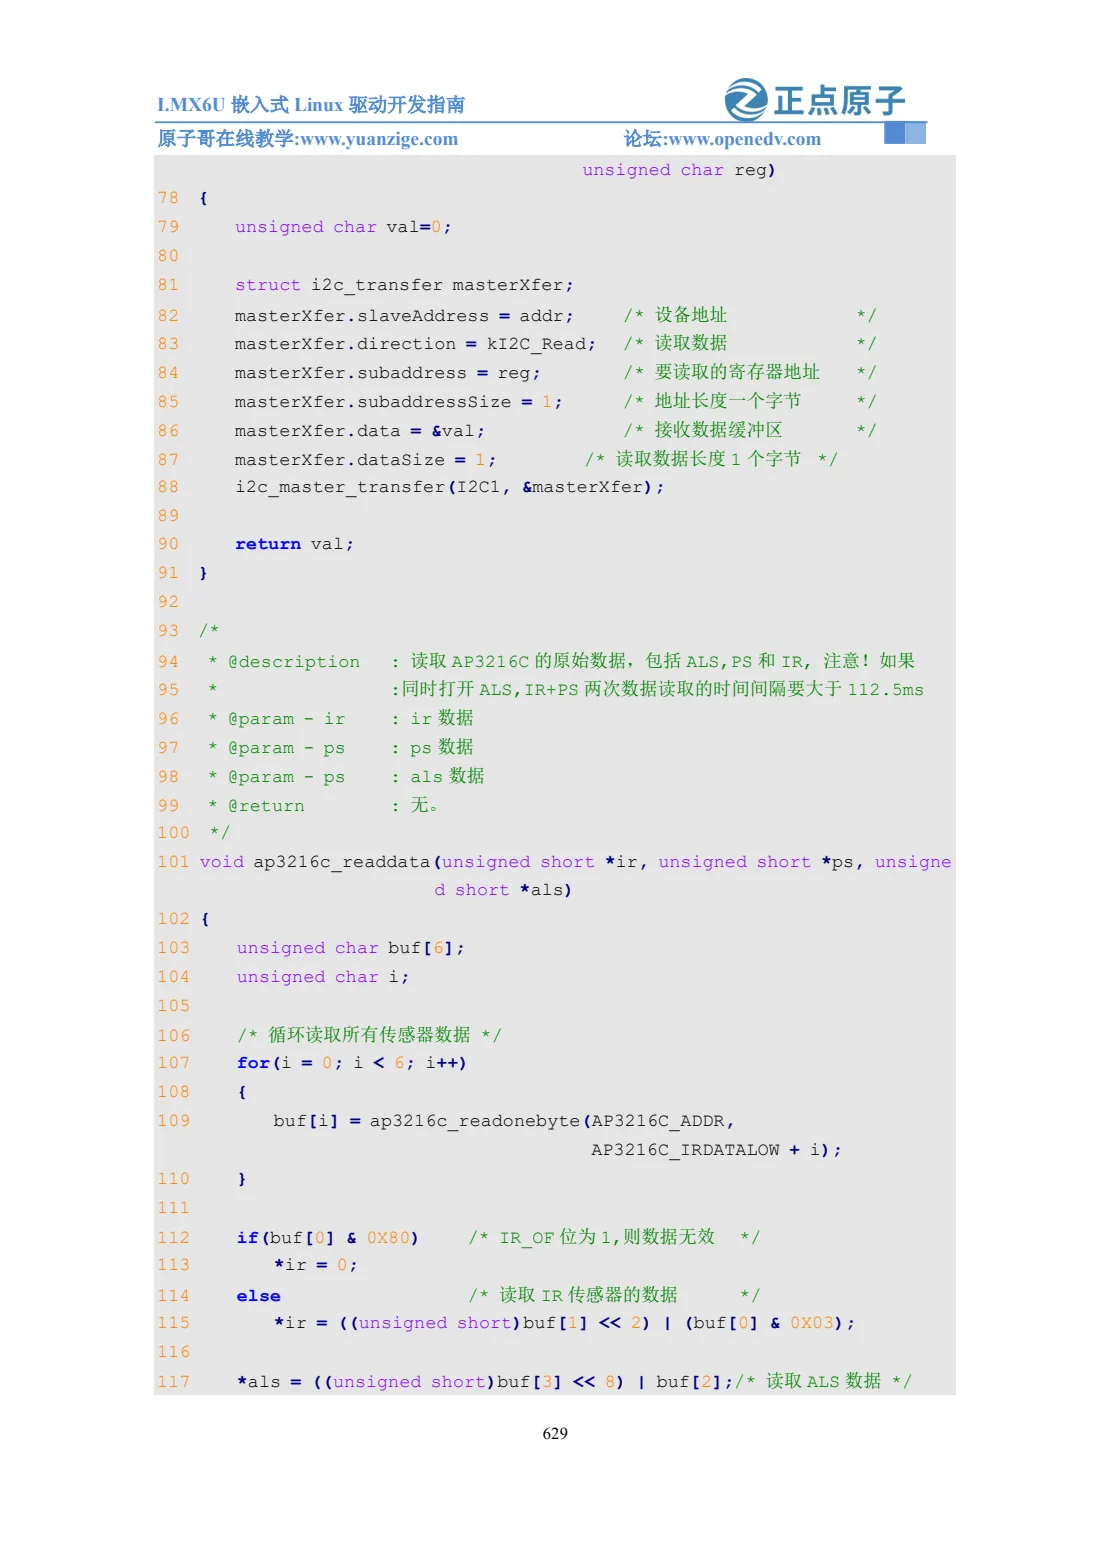 I.MX6U 嵌入式 Linux 驱动开发指南
正点原子
原子哥在线教学:www.yuanzige.com 论坛:www.openedv.com
unsigned char reg)
78 {
79 unsigned char val=0;
80
81 struct i2c_transfer masterXfer;
82 masterXfer.slaveAddress = addr; /* 设备地址 */
83 masterXfer.direction = kI2C_Read; /* 读取数据 */
84 masterXfer.subaddress = reg; /* 要读取的寄存器地址 */
85 masterXfer.subaddressSize = 1; /* 地址长度一个字节 */
86 masterXfer.data = &val; /* 接收数据缓冲区 */
87 masterXfer.dataSize = 1; /* 读取数据长度 1 个字节 */
88 i2c_master_transfer(I2C1, &masterXfer);
89
90 return val;
91 }
92
93 /*
94 * @description : 读取 AP3216C 的原始数据，包括 ALS,PS 和 IR, 注意！如果
95 * :同时打开 ALS,IR+PS 两次数据读取的时间间隔要大于 112.5ms
96 * @param - ir : ir 数据
97 * @param - ps : ps 数据
98 * @param - ps : als 数据
99 * @return : 无。
100 */
101 void ap3216c_readdata(unsigned short *ir, unsigned short *ps, unsigne
d short *als)
102 {
103 unsigned char buf[6];
104 unsigned char i;
105
106 /* 循环读取所有传感器数据 */
107 for(i = 0; i < 6; i++)
108 {
109 buf[i] = ap3216c_readonebyte(AP3216C_ADDR,
AP3216C_IRDATALOW + i);
110 }
111
112 if(buf[0] & 0X80) /* IR_OF 位为 1,则数据无效 */
113 *ir = 0;
114 else /* 读取 IR 传感器的数据 */
115 *ir = ((unsigned short)buf[1] << 2) | (buf[0] & 0X03);
116
117 *als = ((unsigned short)buf[3] << 8) | buf[2];/* 读取 ALS 数据 */
629